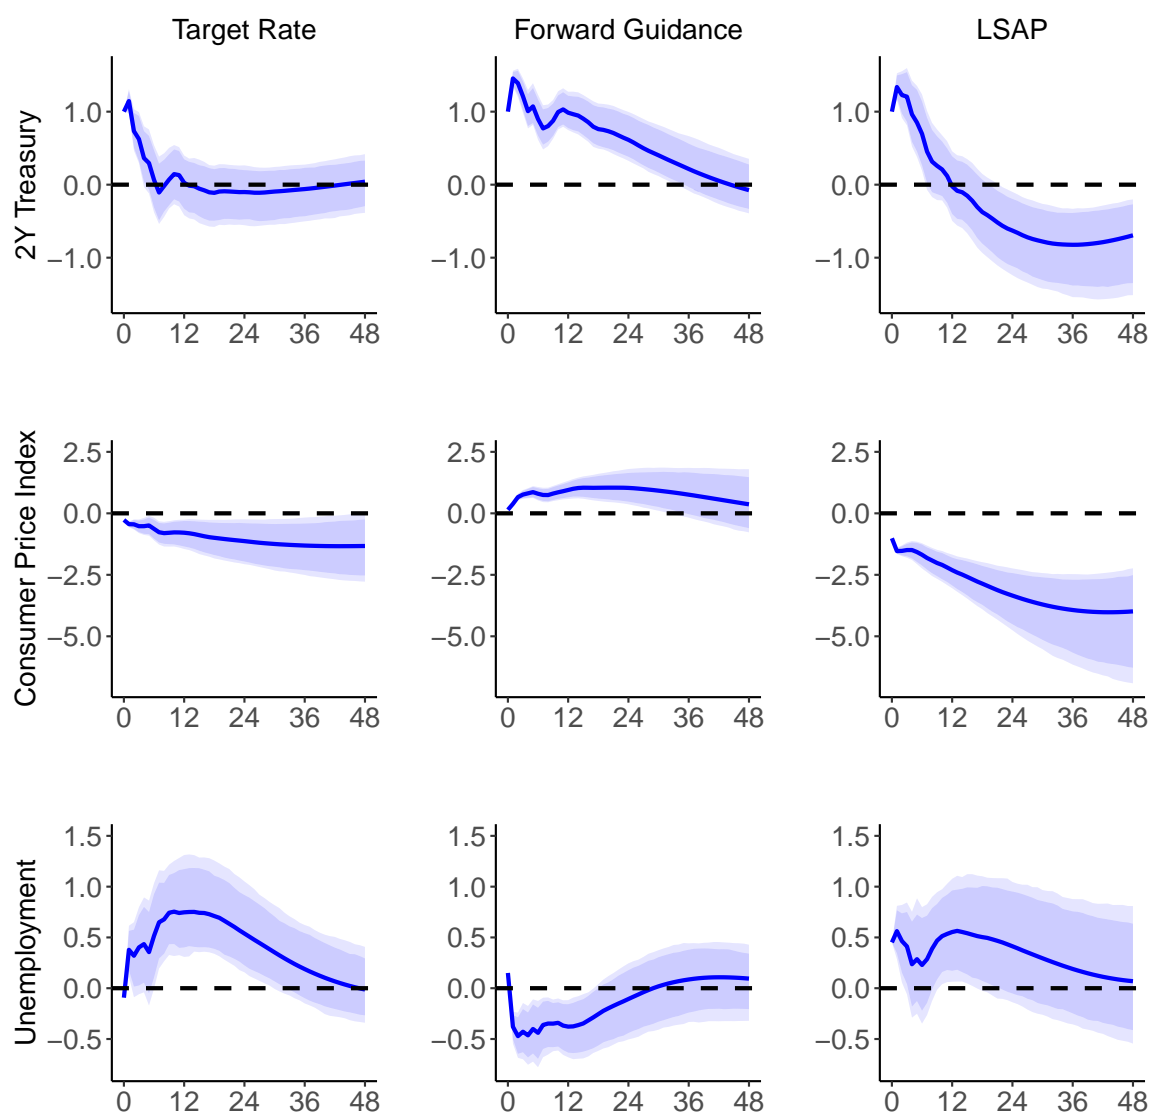 Target Rate Forward Guidance LSAP
2Y Treasury
1.0 1.0 1.0
0.0 0.0 0.0
−1.0 −1.0 −1.0
0 12 24 36 48 0 12 24 36 48 0 12 24 36 48
Consumer Price Index
2.5 2.5 2.5
0.0 0.0 0.0
−2.5 −2.5 −2.5
−5.0 −5.0 −5.0
0 12 24 36 48 0 12 24 36 48 0 12 24 36 48
Unemployment
1.5 1.5 1.5
1.0 1.0 1.0
0.5 0.5 0.5
0.0 0.0 0.0
−0.5 −0.5 −0.5
0 12 24 36 48 0 12 24 36 48 0 12 24 36 48